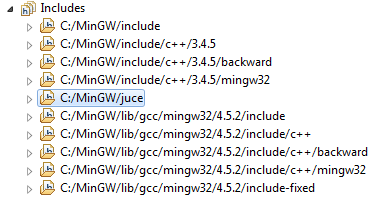 Includes
C:/MinGW/include
C:/MinGW/include/c++/3.4.5
C:/MinGW/include/c++/3.4.5/backward
C:/MinGW/include/c++/3.4.5/mingw32
C:/MinGW/juce
C:/MinGW/lib/gcc/mingw32/4.5.2/include
C:/MinGW/lib/gcc/mingw32/4.5.2/include/c++
C:/MinGW/lib/gcc/mingw32/4.5.2/include/c++/backward
C:/MinGW/lib/gcc/mingw32/4.5.2/include/c++/mingw32
C:/MinGW/lib/gcc/mingw32/4.5.2/include-fixed